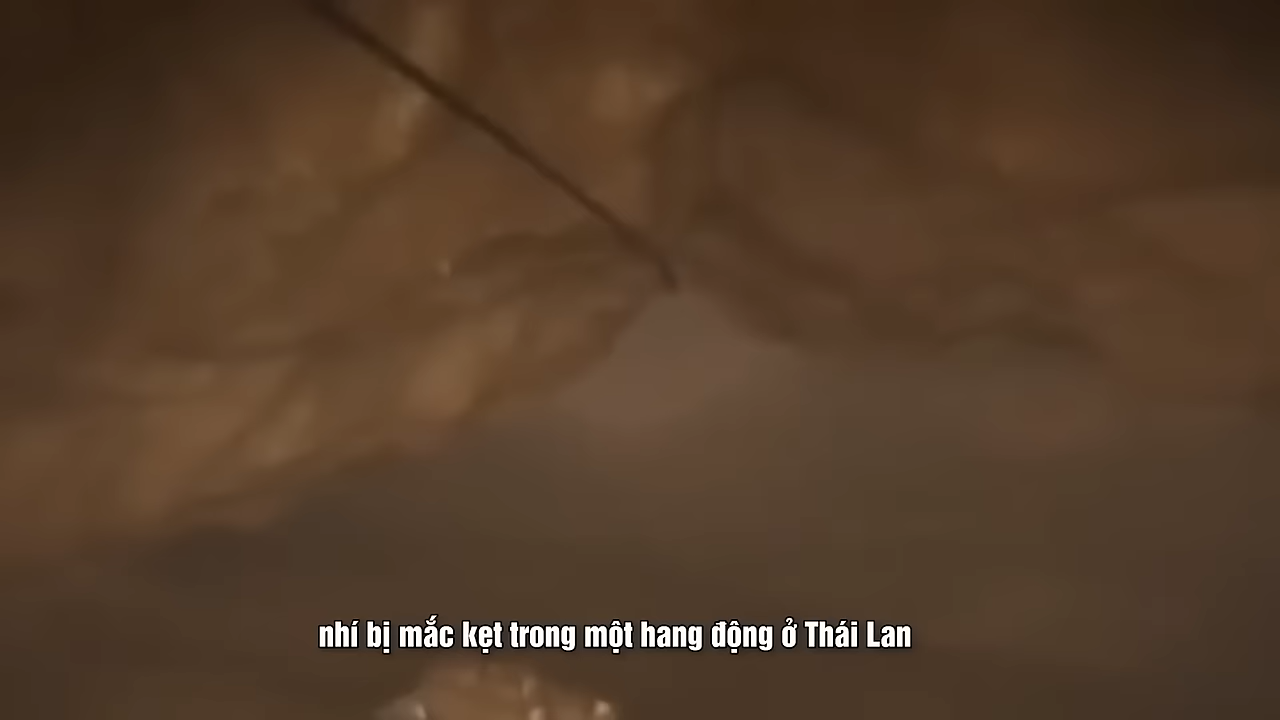 nhí bị mắc kẹt trong một hang động ở Thái Lan